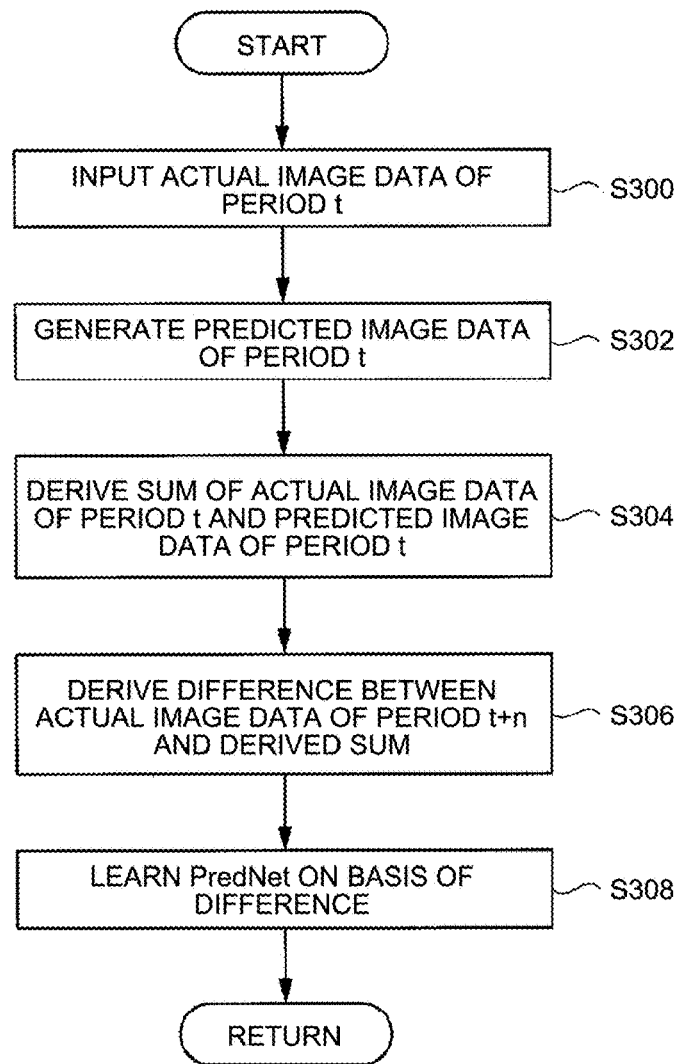 START
INPUT ACTUAL IMAGE DATA OF
PERIOD t
S300
GENERATE PREDICTED IMAGE DATA
OF PERIOD t
S302
DERIVE SUM OF ACTUAL IMAGE DATA
OF PERIOD t AND PREDICTED IMAGE
DATA OF PERIOD t
S304
DERIVE DIFFERENCE BETWEEN
ACTUAL IMAGE DATA OF PERIOD t+n
AND DERIVED SUM
S306
LEARN PredNet ON BASIS OF
DIFFERENCE
S308
RETURN